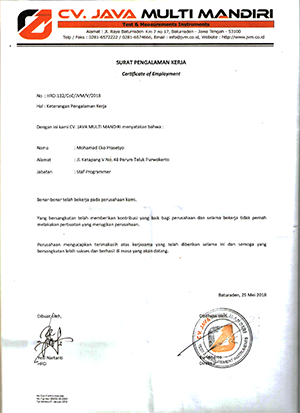 CV. JAVA MULTI MANDIRI
Test & Measurements Instruments
Alamat : Jl. Raya Baturraden Km 7 no 17, Banyumas - Jawa Tengah - 53100
Telp / Faks : 0281-6572222 / 0281-6574666, Email : info@jvm.co.id, Website : http://www.jvm.co.id
SURAT PENGALAMAN KERJA
Certificate of Employment
No : HRD.132/CoE/JVM/V/2018
Hal : Keterangan Pengalaman Kerja
Dengan ini kami CV. JAVA MULTI MANDIRI menyatakan bahwa :
Nama : Mohamad Eko Prasetyo
Alamat : Jl. Ketapang V No. 48 Perum Teluk Purwokerto
Jabatan : Staf Programmer
Benar-benar telah bekerja pada perusahaan kami.
Yang bersangkutan telah memberikan kontribusi yang baik bagi perusahaan dan selama bekerja tidak pernah
melakukan perbuatan yang merugikan perusahaan.
Perusahaan mengucapkan terimakasih atas kerjasama yang telah diberikan selama ini dan semoga yang
bersangkutan lebih sukses dan berhasil di masa yang akan datang.
Baturaden, 25 Mei 2018
Dibuat oleh,
Nartanti
HRD
CV. JAVA